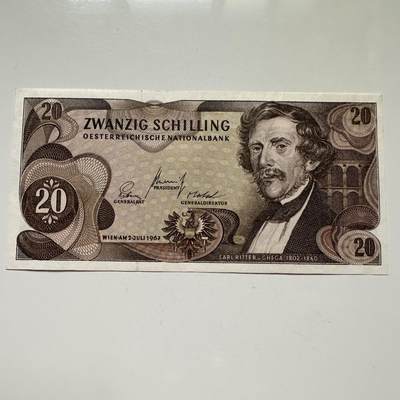 20 ZWANZIG SCHILLING 20
OESTERREICHISCHE NATIONALBANK
PRÄSIDENT
GENERALRAT GENERALDIREKTOR
20
WIEN AM 2. JULI 1967
20
CARL RITTER v. GHEGA 1802-1860